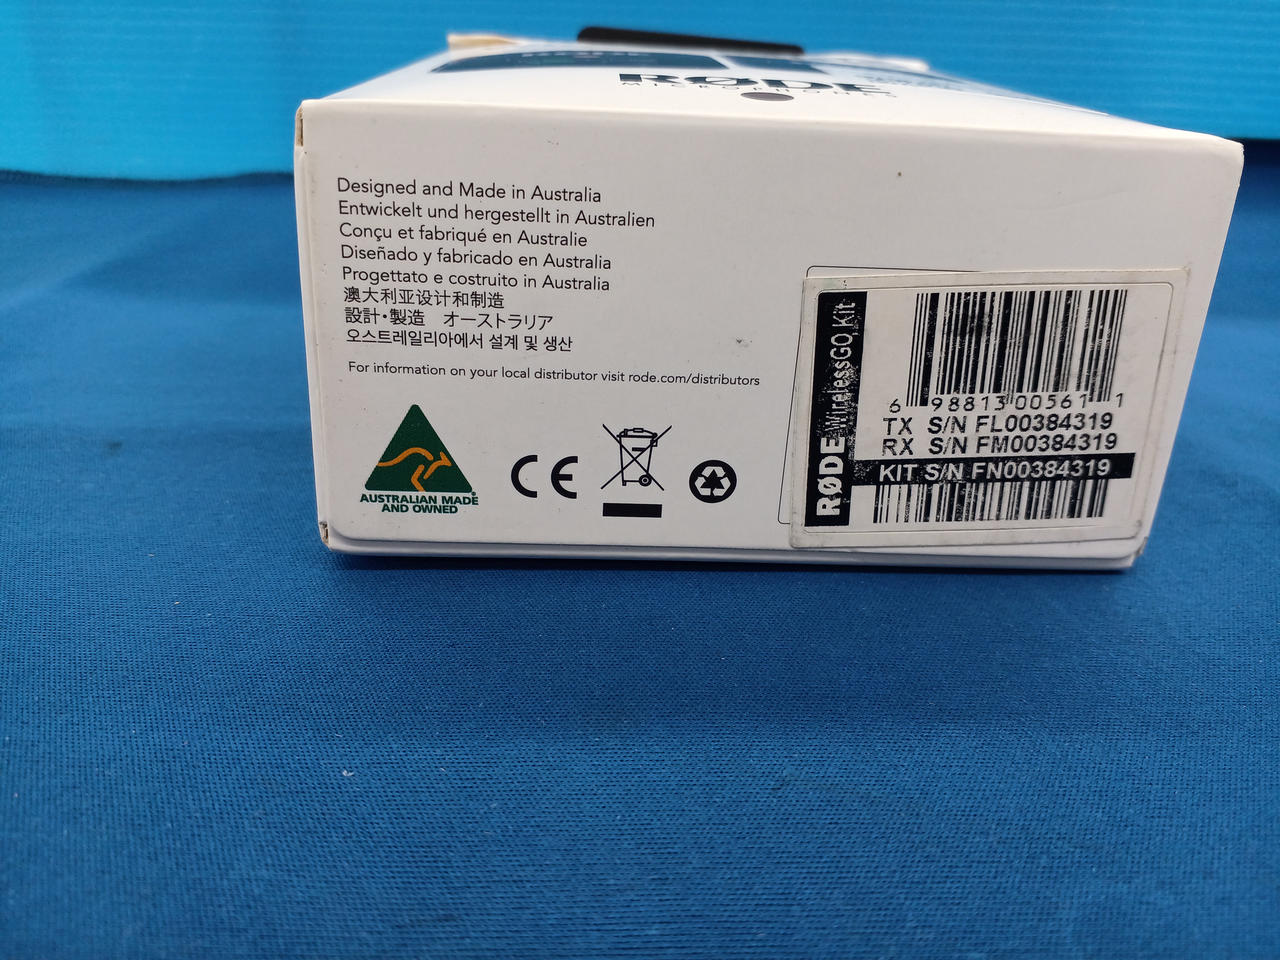 RØDE
MICROPHONES
Designed and Made in Australia
Entwickelt und hergestellt in Australien
Conçu et fabriqué en Australie
Diseñado y fabricado en Australia
Progettato e costruito in Australia
澳大利亚设计和制造
設計・製造　オーストラリア
오스트레일리아에서 설계 및 생산
For information on your local distributor visit rode.com/distributors
AUSTRALIAN MADE
AND OWNED
CE
RØDE WirelessGO, Kit
6 98813 00561 1
TX S/N FL00384319
RX S/N FM00384319
KIT S/N FN00384319